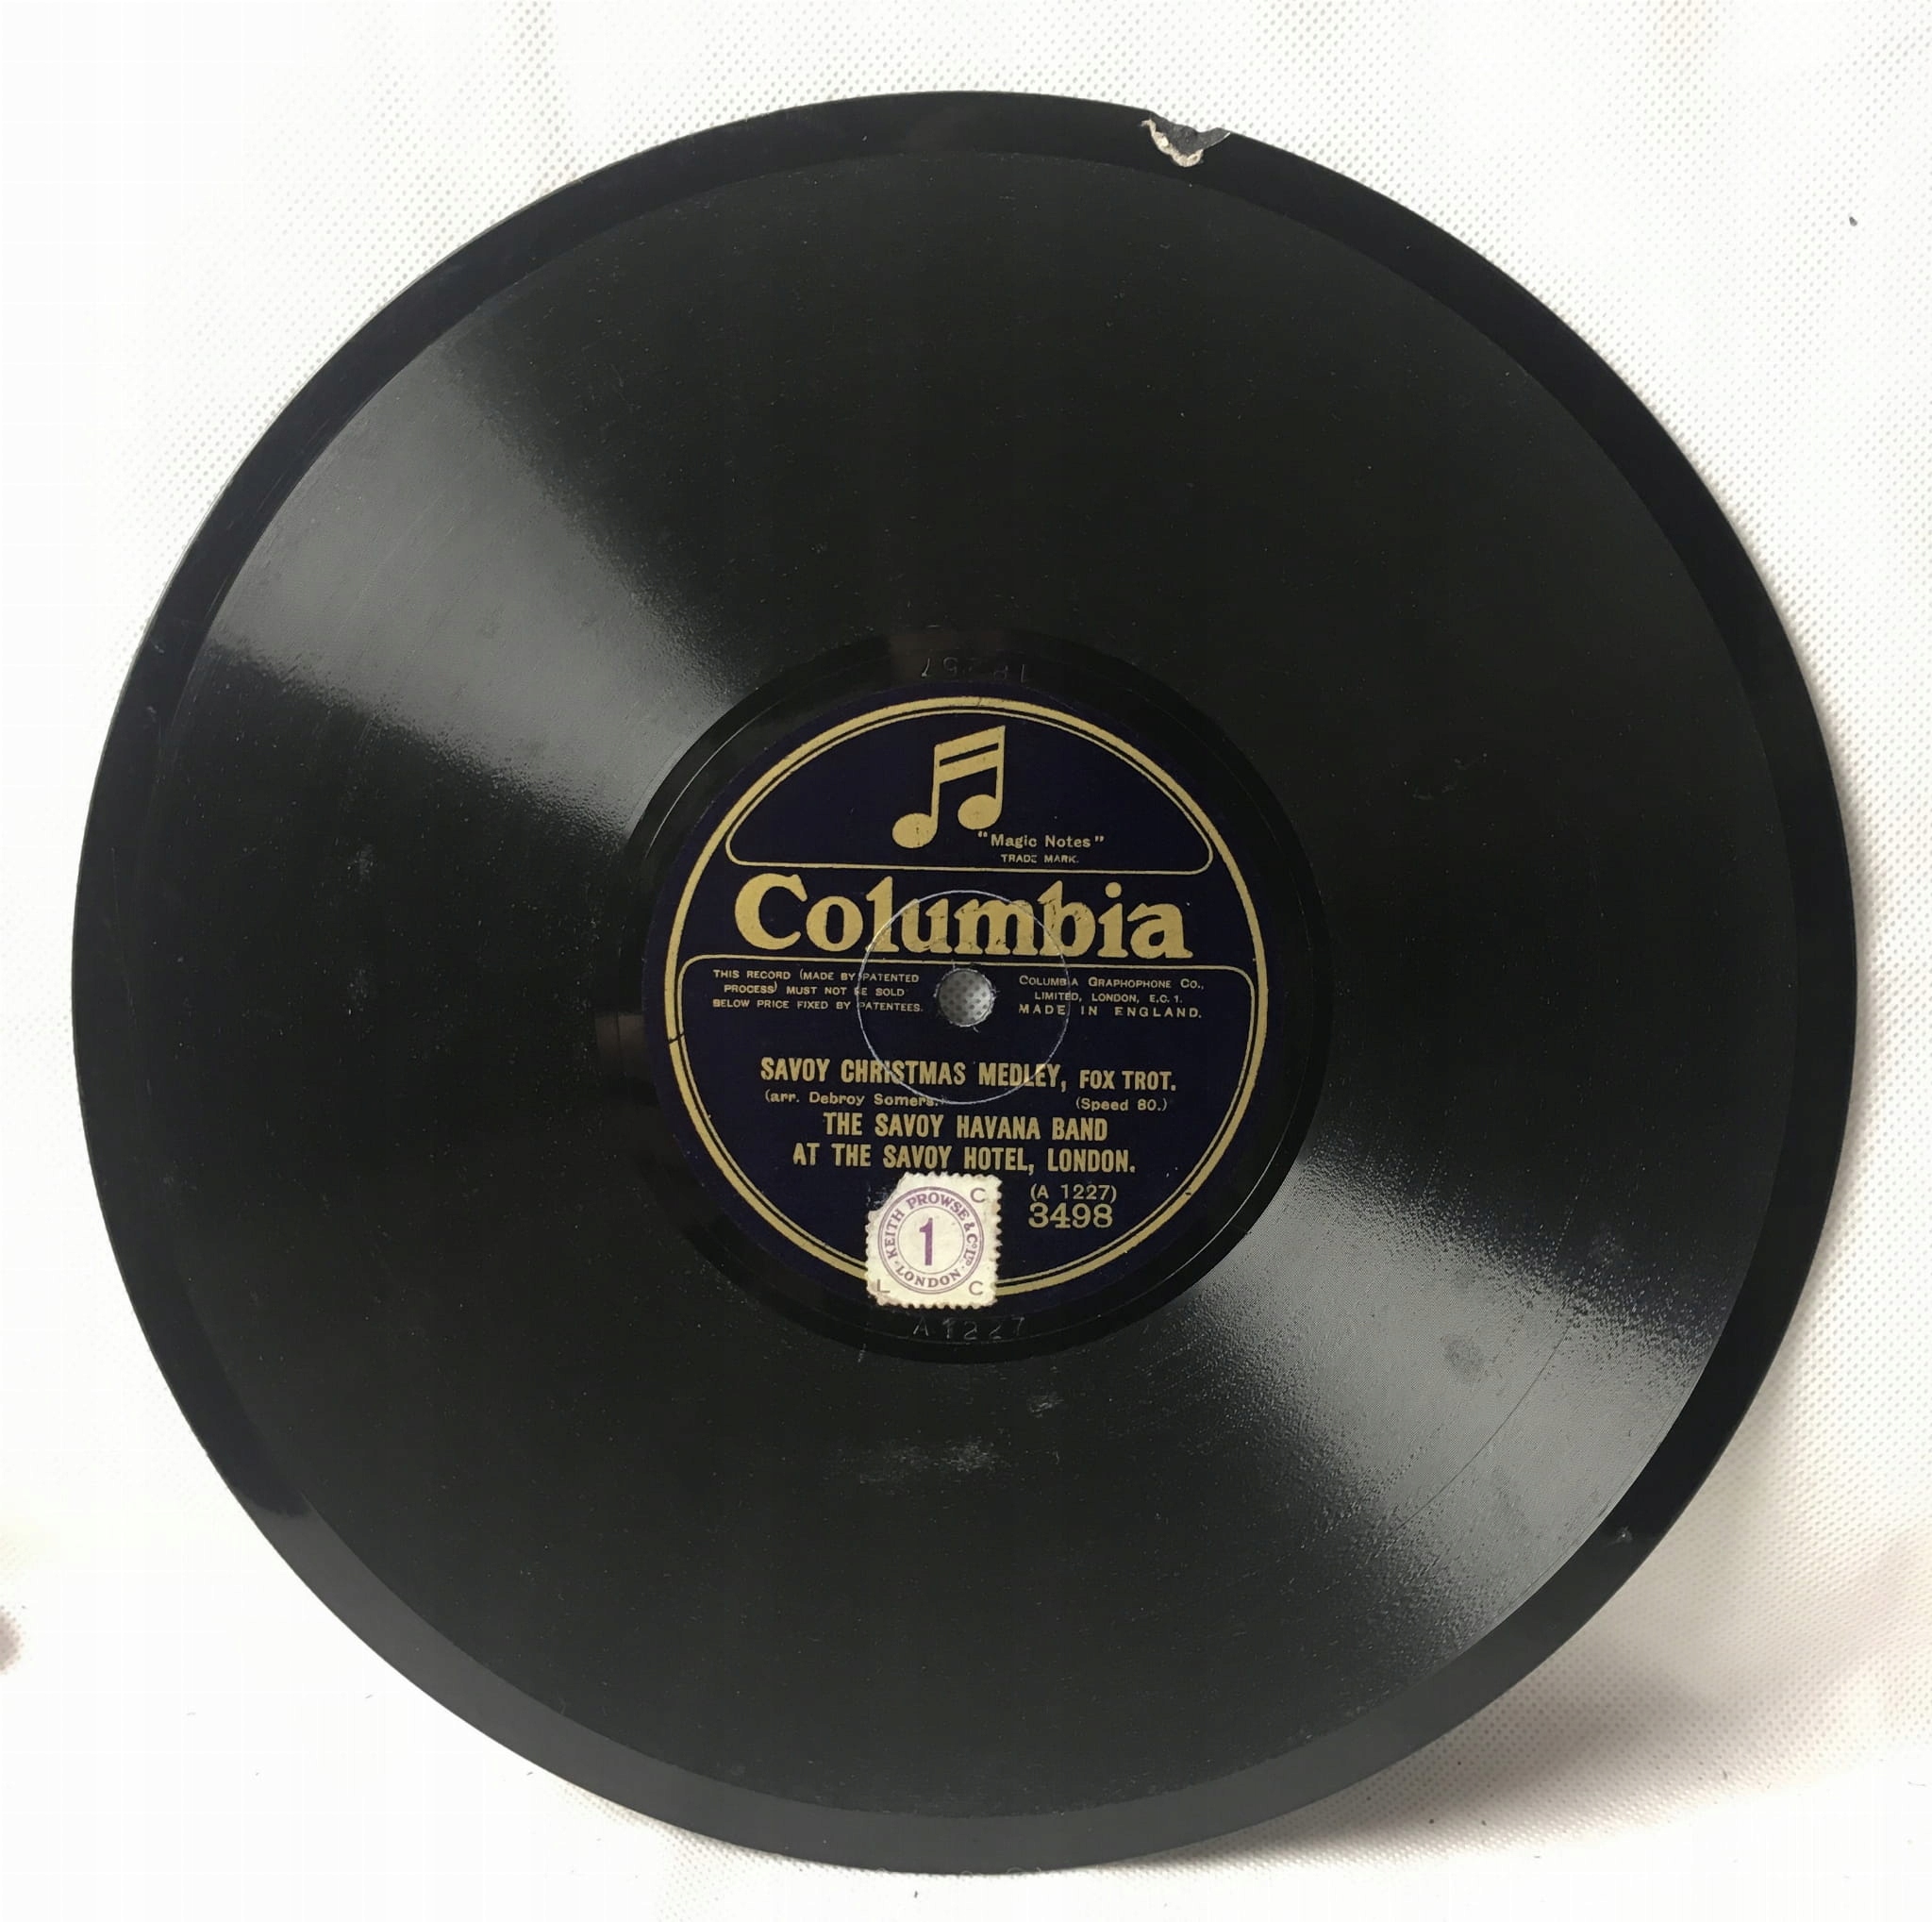 "Magic Notes"
TRADE MARK.
Columbia
THIS RECORD (MADE BY PATENTED
PROCESS) MUST NOT BE SOLD
BELOW PRICE FIXED BY PATENTEES.
COLUMBIA GRAPHOPHONE CO.,
LIMITED, LONDON, E.C.1.
MADE IN ENGLAND.
SAVOY CHRISTMAS MEDLEY, FOX TROT.
(arr. Debroy Somers.) (Speed 80.)
THE SAVOY HAVANA BAND
AT THE SAVOY HOTEL, LONDON.
(A 1227)
3498
C
KEITH PROWSE & Co LTD
1
LONDON
L C
A1227